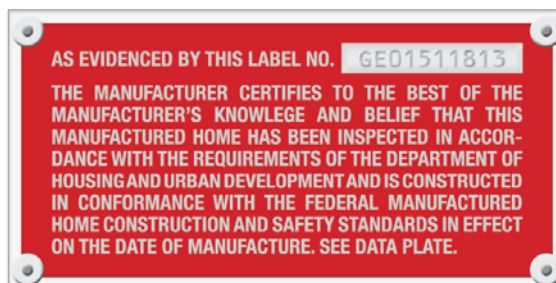 AS EVIDENCED BY THIS LABEL NO. GEO1511813
THE MANUFACTURER CERTIFIES TO THE BEST OF THE
MANUFACTURER'S KNOWLEGE AND BELIEF THAT THIS
MANUFACTURED HOME HAS BEEN INSPECTED IN ACCOR-
DANCE WITH THE REQUIREMENTS OF THE DEPARTMENT OF
HOUSING AND URBAN DEVELOPMENT AND IS CONSTRUCTED
IN CONFORMANCE WITH THE FEDERAL MANUFACTURED
HOME CONSTRUCTION AND SAFETY STANDARDS IN EFFECT
ON THE DATE OF MANUFACTURE. SEE DATA PLATE.